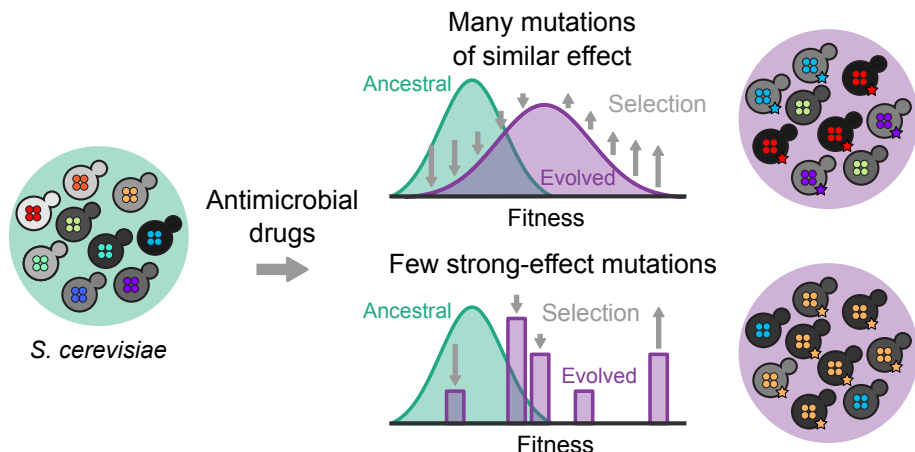 Many mutations
of similar effect
Ancestral
Selection
Evolved
Fitness
Antimicrobial
drugs
S. cerevisiae
Few strong-effect mutations
Ancestral
Selection
Evolved
Fitness